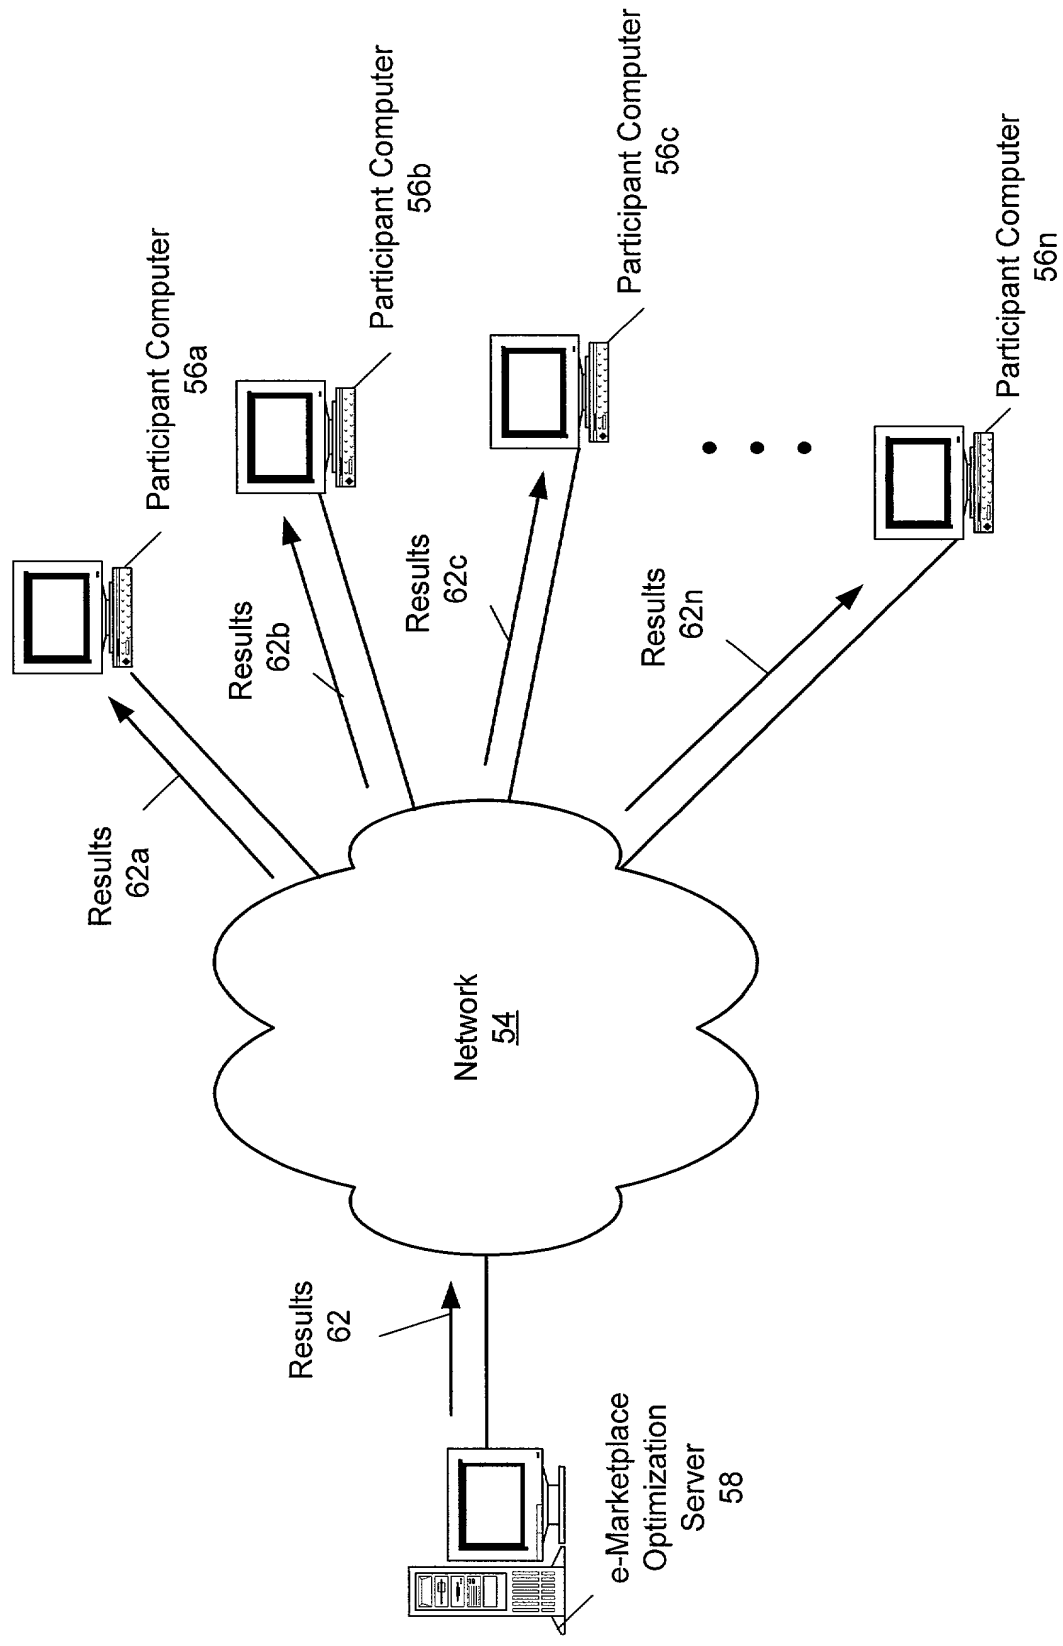 Participant Computer
56a
Participant Computer
56b
Participant Computer
56c
Participant Computer
56n
Results
62a
Results
62b
Results
62c
Results
62n
Network
54
Results
62
e-Marketplace
Optimization
Server
58